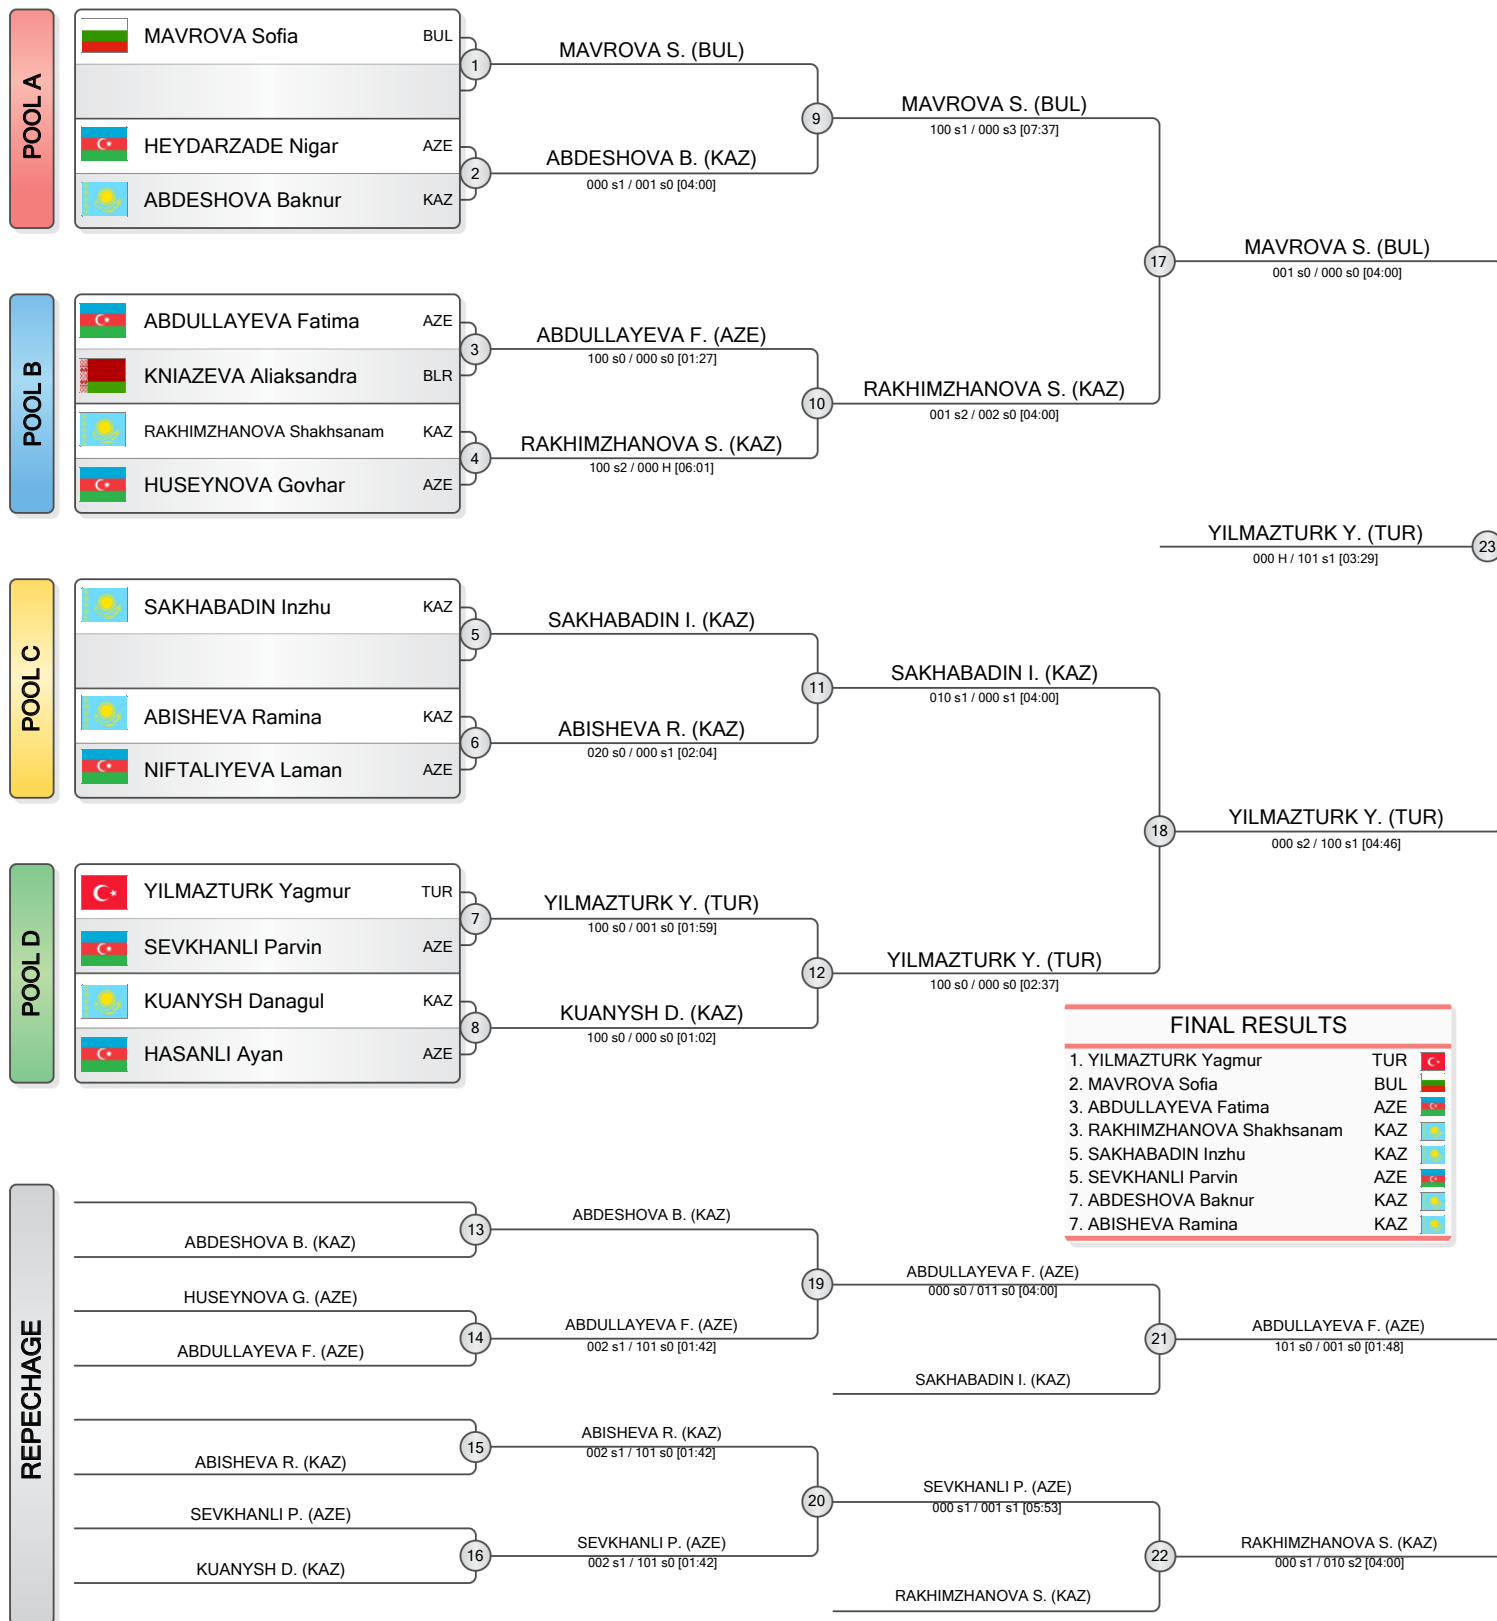 POOL A
MAVROVA Sofia BUL
HEYDARZADE Nigar AZE
ABDESHOVA Baknur KAZ
1
MAVROVA S. (BUL)
2
ABDESHOVA B. (KAZ)
000 s1 / 001 s0 [04:00]
9
MAVROVA S. (BUL)
100 s1 / 000 s3 [07:37]
POOL B
ABDULLAYEVA Fatima AZE
KNIAZEVA Aliaksandra BLR
RAKHIMZHANOVA Shakhsanam KAZ
HUSEYNOVA Govhar AZE
3
ABDULLAYEVA F. (AZE)
100 s0 / 000 s0 [01:27]
4
RAKHIMZHANOVA S. (KAZ)
100 s2 / 000 H [06:01]
10
RAKHIMZHANOVA S. (KAZ)
001 s2 / 002 s0 [04:00]
17
MAVROVA S. (BUL)
001 s0 / 000 s0 [04:00]
YILMAZTURK Y. (TUR)
000 H / 101 s1 [03:29]
23
POOL C
SAKHABADIN Inzhu KAZ
ABISHEVA Ramina KAZ
NIFTALIYEVA Laman AZE
5
SAKHABADIN I. (KAZ)
6
ABISHEVA R. (KAZ)
020 s0 / 000 s1 [02:04]
11
SAKHABADIN I. (KAZ)
010 s1 / 000 s1 [04:00]
POOL D
YILMAZTURK Yagmur TUR
SEVKHANLI Parvin AZE
KUANYSH Danagul KAZ
HASANLI Ayan AZE
7
YILMAZTURK Y. (TUR)
100 s0 / 001 s0 [01:59]
8
KUANYSH D. (KAZ)
100 s0 / 000 s0 [01:02]
12
YILMAZTURK Y. (TUR)
100 s0 / 000 s0 [02:37]
18
YILMAZTURK Y. (TUR)
000 s2 / 100 s1 [04:46]
FINAL RESULTS
1. YILMAZTURK Yagmur TUR
2. MAVROVA Sofia BUL
3. ABDULLAYEVA Fatima AZE
3. RAKHIMZHANOVA Shakhsanam KAZ
5. SAKHABADIN Inzhu KAZ
5. SEVKHANLI Parvin AZE
7. ABDESHOVA Baknur KAZ
7. ABISHEVA Ramina KAZ
REPECHAGE
ABDESHOVA B. (KAZ)
13
ABDESHOVA B. (KAZ)
HUSEYNOVA G. (AZE)
ABDULLAYEVA F. (AZE)
14
ABDULLAYEVA F. (AZE)
002 s1 / 101 s0 [01:42]
19
ABDULLAYEVA F. (AZE)
000 s0 / 011 s0 [04:00]
SAKHABADIN I. (KAZ)
21
ABDULLAYEVA F. (AZE)
101 s0 / 001 s0 [01:48]
ABISHEVA R. (KAZ)
15
ABISHEVA R. (KAZ)
002 s1 / 101 s0 [01:42]
SEVKHANLI P. (AZE)
KUANYSH D. (KAZ)
16
SEVKHANLI P. (AZE)
002 s1 / 101 s0 [01:42]
20
SEVKHANLI P. (AZE)
000 s1 / 001 s1 [05:53]
RAKHIMZHANOVA S. (KAZ)
22
RAKHIMZHANOVA S. (KAZ)
000 s1 / 010 s2 [04:00]